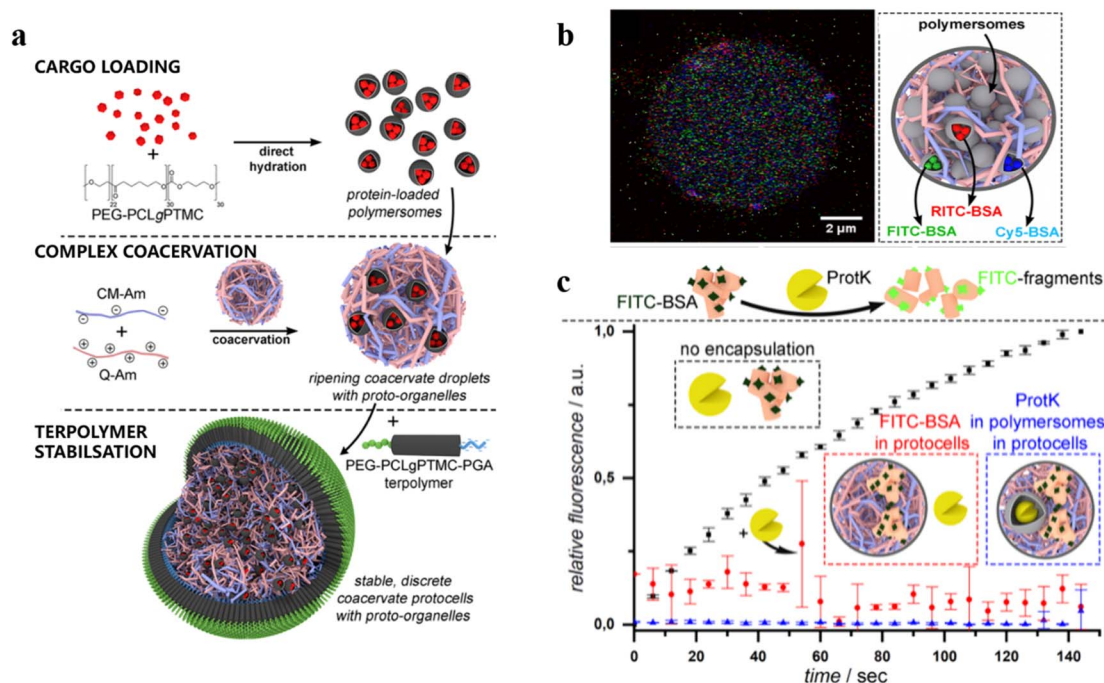 a
CARGO LOADING
+
direct
hydration
O
O
O
O
O
O
22
30
30
PEG-PCLgPTMC
protein-loaded
polymersomes
COMPLEX COACERVATION
CM-Am
+
Q-Am
coacervation
ripening coacervate droplets
with proto-organelles
+
TERPOLYMER
STABILSATION
PEG-PCLgPTMC-PGA
terpolymer
stable, discrete
coacervate protocells
with proto-organelles
b
2 µm
polymersomes
RITC-BSA
FITC-BSA
Cy5-BSA
c
FITC-BSA
ProtK
FITC-fragments
relative fluorescence / a.u.
1,0
0,5
0,0
no encapsulation
+
FITC-BSA
in protocells
ProtK
in polymersomes
in protocells
0 20 40 60 80 100 120 140
time / sec